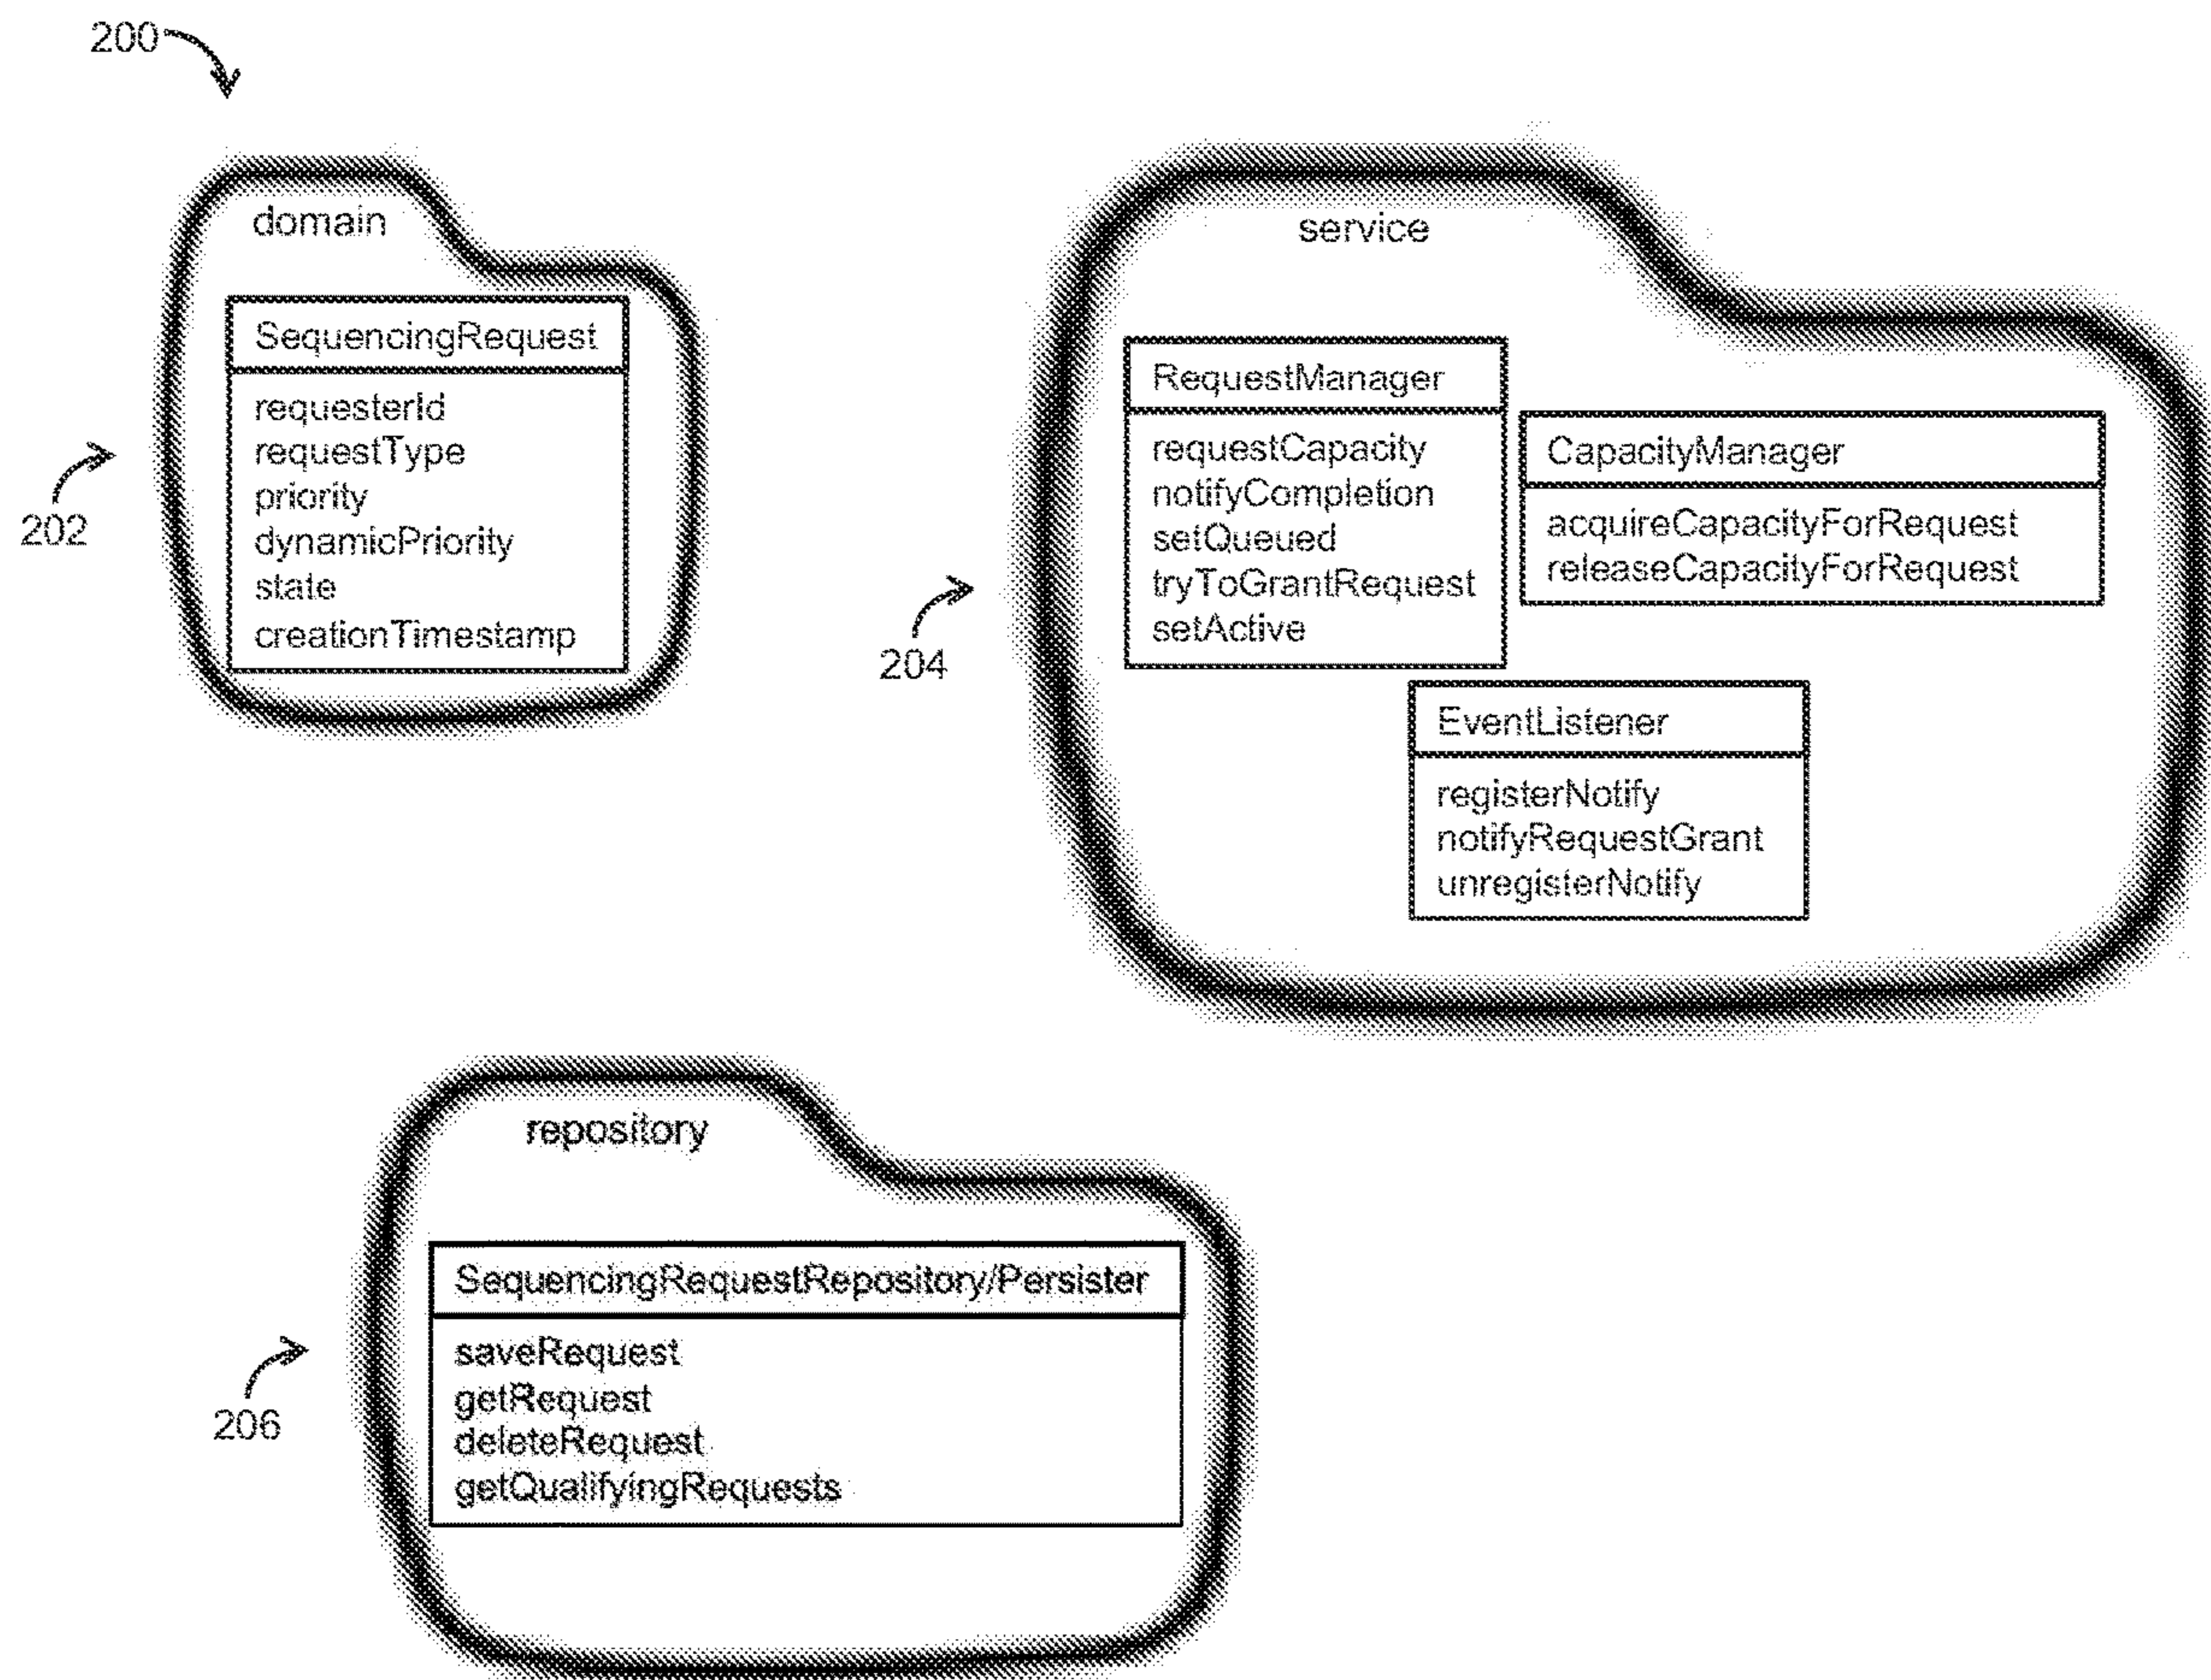 200
domain
SequencingRequest
requesterId
requestType
priority
dynamicPriority
state
creationTimestamp
202
service
RequestManager
requestCapacity
notifyCompletion
setQueued
tryToGrantRequest
setActive
CapacityManager
acquireCapacityForRequest
releaseCapacityForRequest
204
EventListener
registerNotify
notifyRequestGrant
unregisterNotify
repository
SequencingRequestRepository/Persister
saveRequest
getRequest
deleteRequest
getQualifyingRequests
206